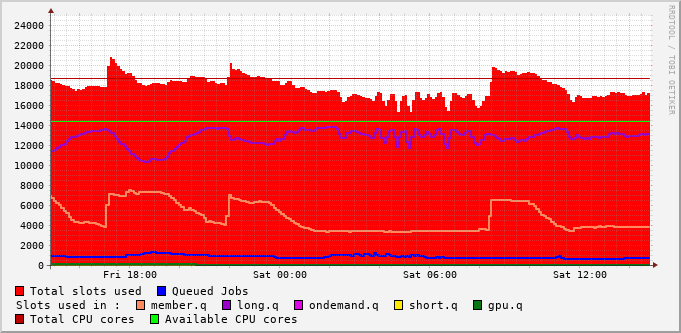 24000
22000
20000
18000
16000
14000
12000
10000
8000
6000
4000
2000
0
Fri 18:00 Sat 00:00 Sat 06:00 Sat 12:00
RRDTOOL / TOBI OETIKER
Total slots used Queued Jobs
Slots used in : member.q long.q ondemand.q short.q gpu.q
Total CPU cores Available CPU cores